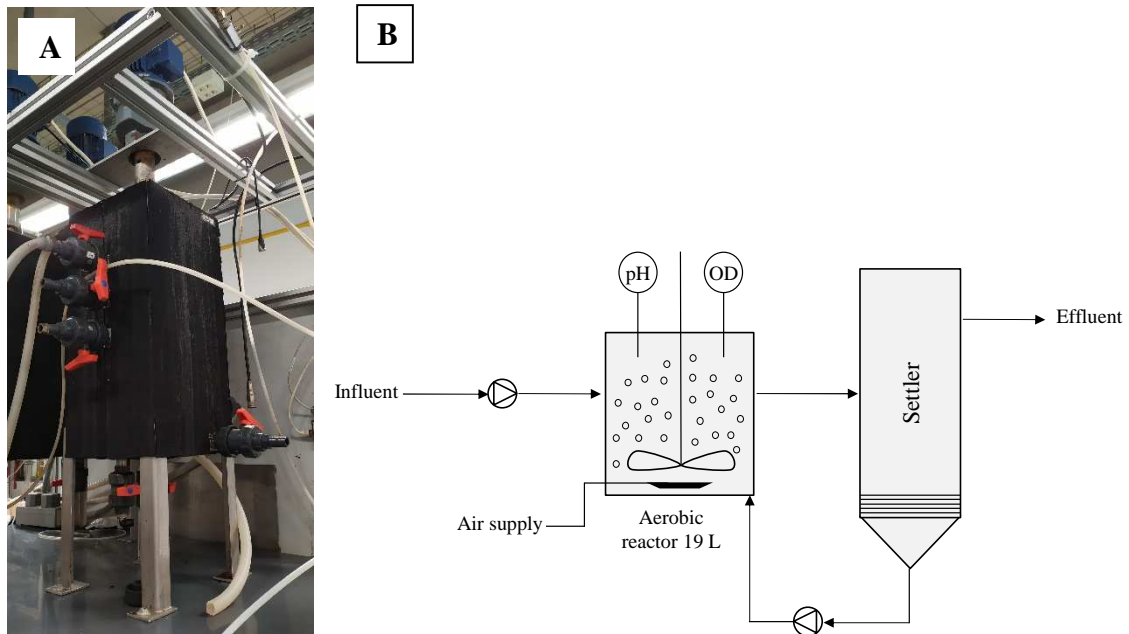 A
B
pH
OD
Effluent
Influent
Settler
Air supply
Aerobic
reactor 19 L